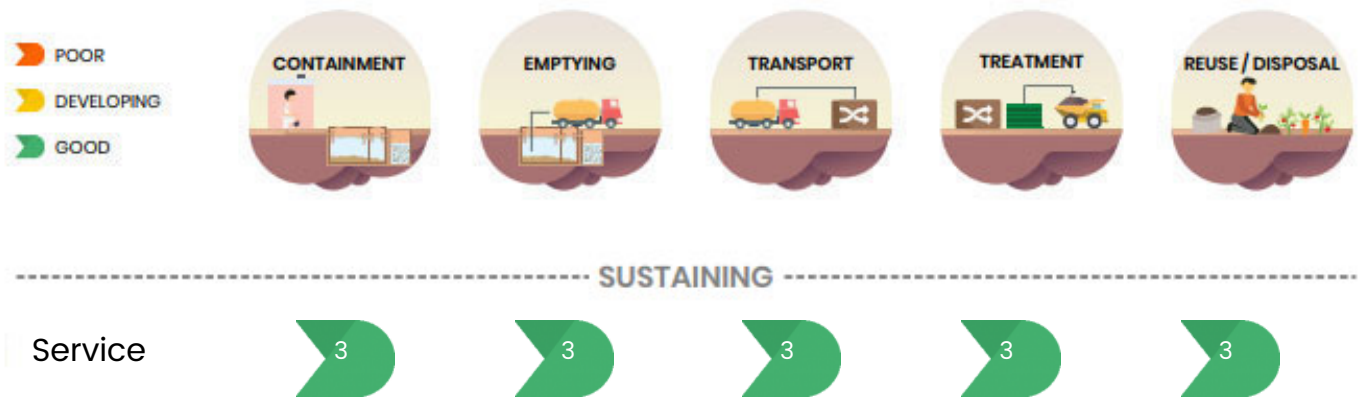 POOR
DEVELOPING
GOOD
CONTAINMENT
EMPTYING
TRANSPORT
TREATMENT
REUSE / DISPOSAL
SUSTAINING
Service
3
3
3
3
3